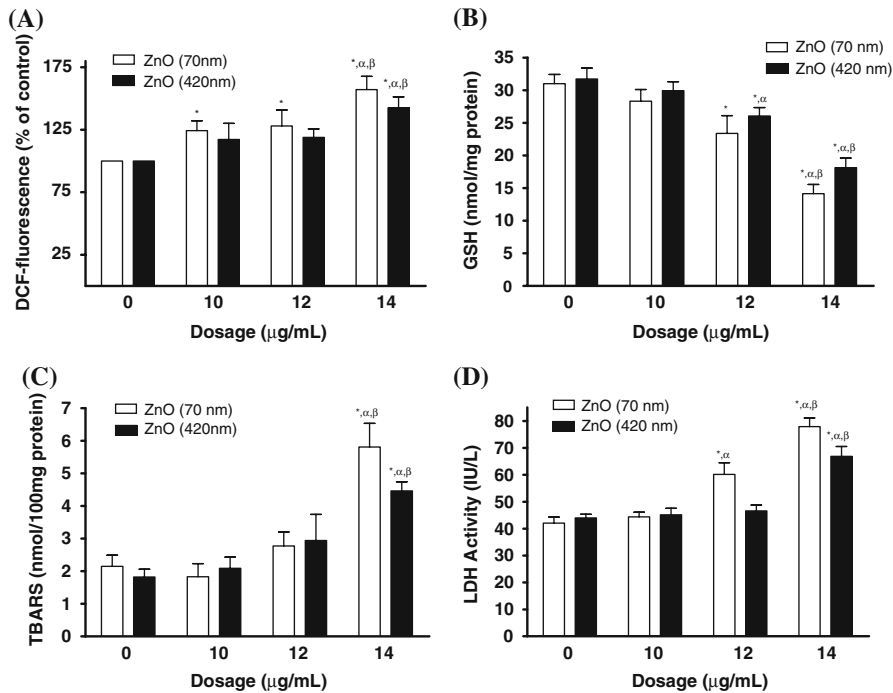 (A)
ZnO (70nm)
ZnO (420nm)
DCF-fluorescence (% of control)
175
125
75
25
*
*
*,α,β
*,α,β
0 10 12 14
Dosage (μg/mL)
(B)
ZnO (70 nm)
ZnO (420 nm)
GSH (nmol/mg protein)
35
30
25
20
15
10
5
0
*
*,α
*,α,β
*,α,β
0 10 12 14
Dosage (μg/mL)
(C)
ZnO (70 nm)
ZnO (420nm)
TBARS (nmol/100mg protein)
7
6
5
4
3
2
1
0
*,α,β
*,α,β
0 10 12 14
Dosage (μg/mL)
(D)
ZnO (70 nm)
ZnO (420 nm)
LDH Activity (IU/L)
80
70
60
50
40
30
20
10
0
*,α
*,α,β
*,α,β
0 10 12 14
Dosage (μg/mL)